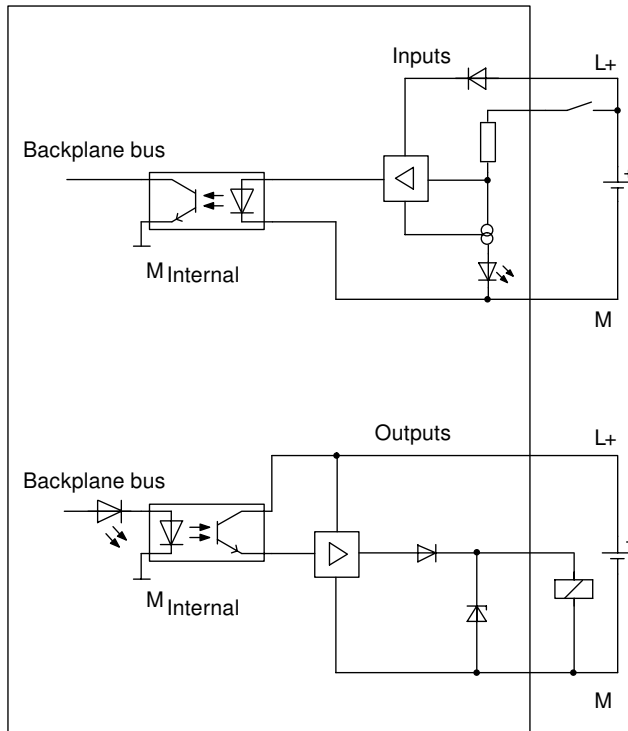 Inputs
L+
Backplane bus
+
M Internal
M
Outputs
L+
Backplane bus
+
M Internal
M